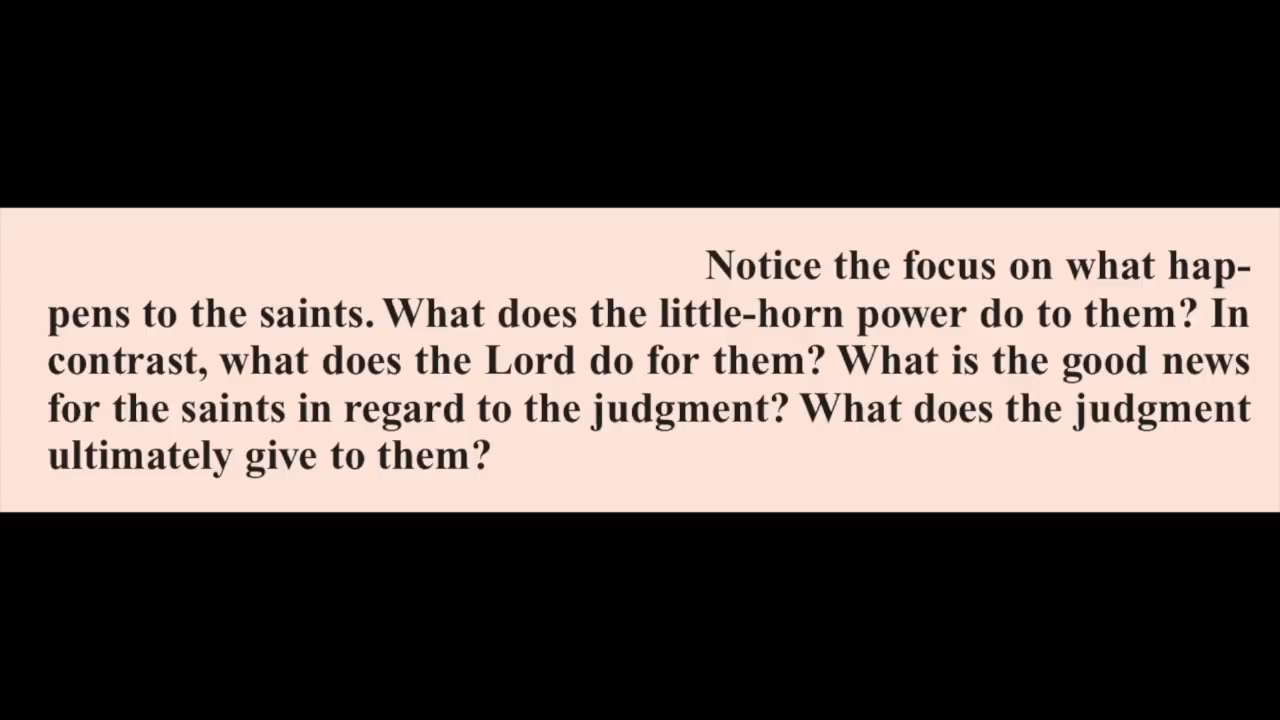 Notice the focus on what hap-
pens to the saints. What does the little-horn power do to them? In
contrast, what does the Lord do for them? What is the good news
for the saints in regard to the judgment? What does the judgment
ultimately give to them?